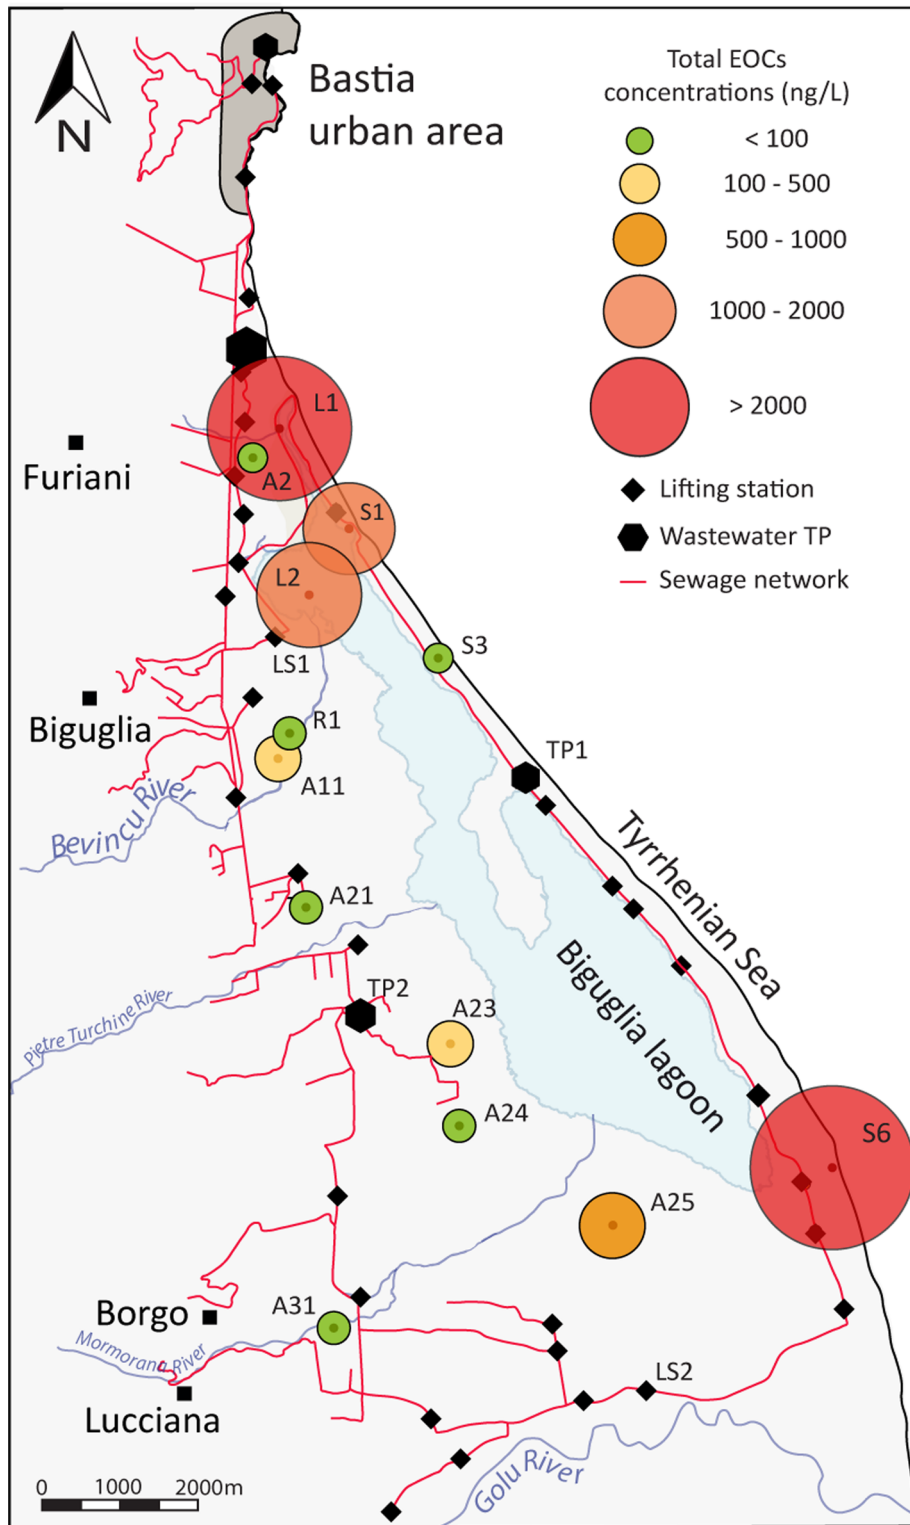 Bastia
urban area
N
Total EOCs
concentrations (ng/L)
< 100
100 - 500
500 - 1000
1000 - 2000
> 2000
Lifting station
Wastewater TP
Sewage network
L1
Furiani
A2
S1
L2
S3
LS1
Biguglia
R1
A11
TP1
Bevincu River
Tyrrhenian Sea
A21
Biguglia lagoon
Pietre Turchine River
TP2
A23
A24
S6
A25
A31
Borgo
Mormorana River
Lucciana
LS2
Golu River
0 1000 2000m